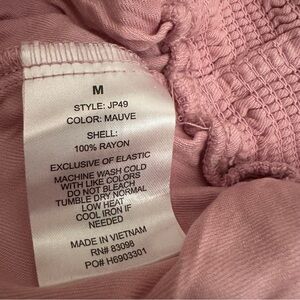 M
STYLE: JP49
COLOR: MAUVE
SHELL:
100% RAYON
EXCLUSIVE OF ELASTIC
MACHINE WASH COLD
WITH LIKE COLORS
DO NOT BLEACH
TUMBLE DRY NORMAL
LOW HEAT
COOL IRON IF
NEEDED
MADE IN VIETNAM
RN# 83098
PO# H6903301